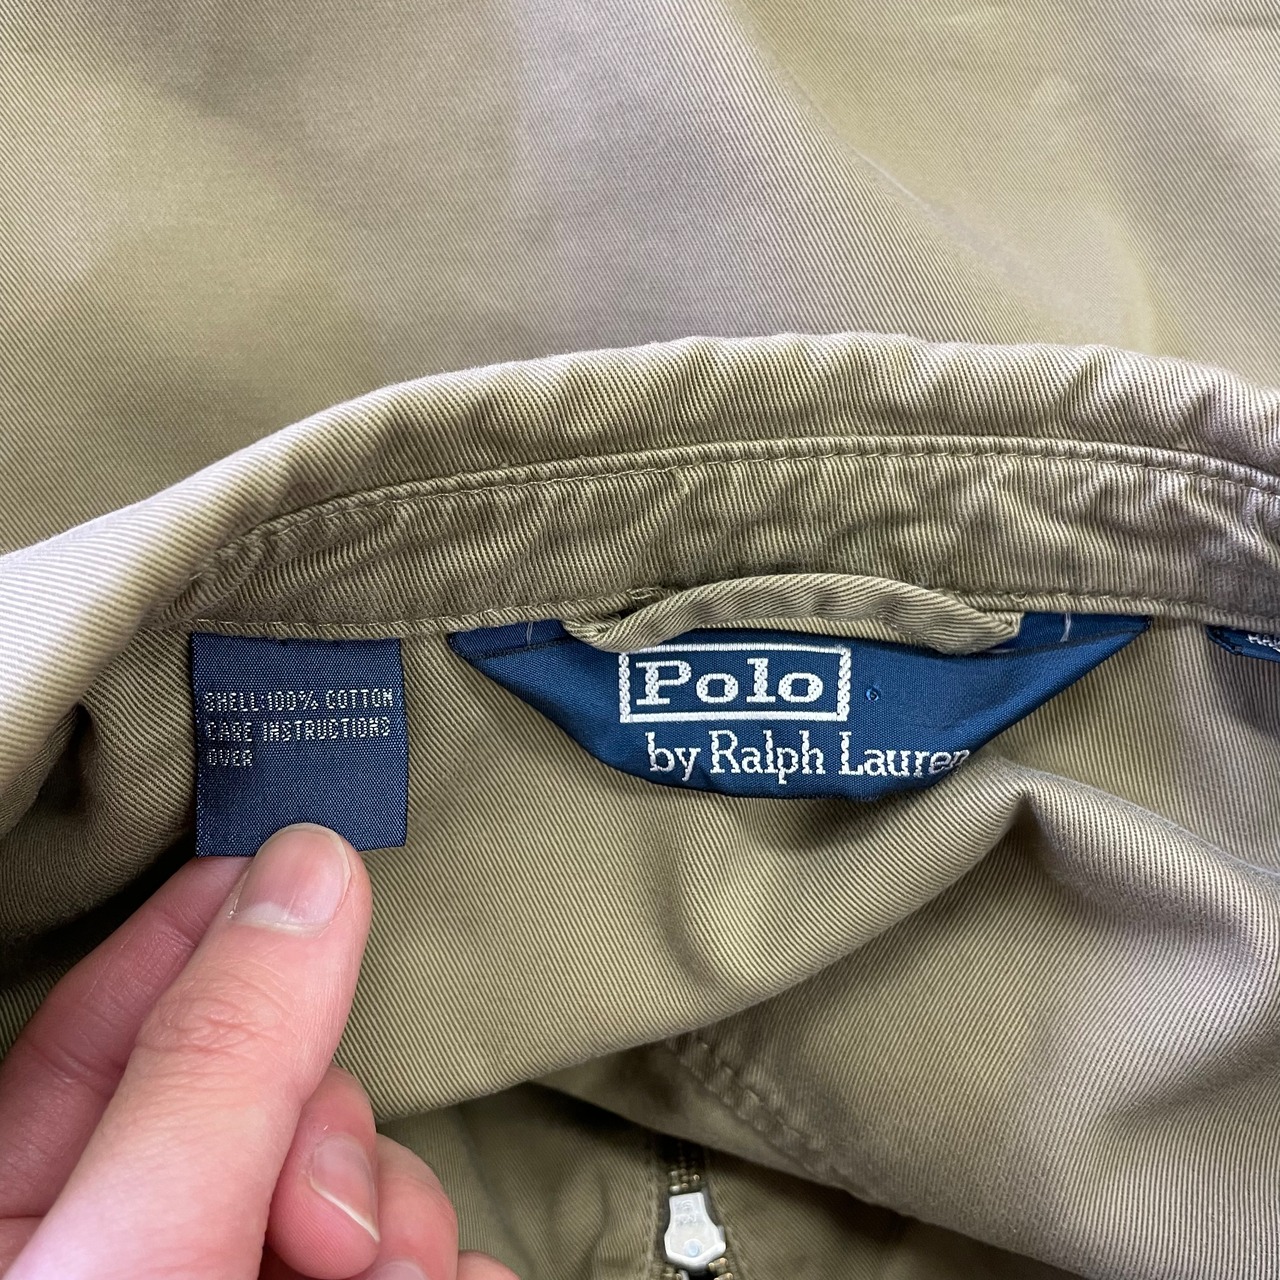 SHELL 100% COTTON
CARE INSTRUCTIONS
OVER
Polo
by Ralph Lauren